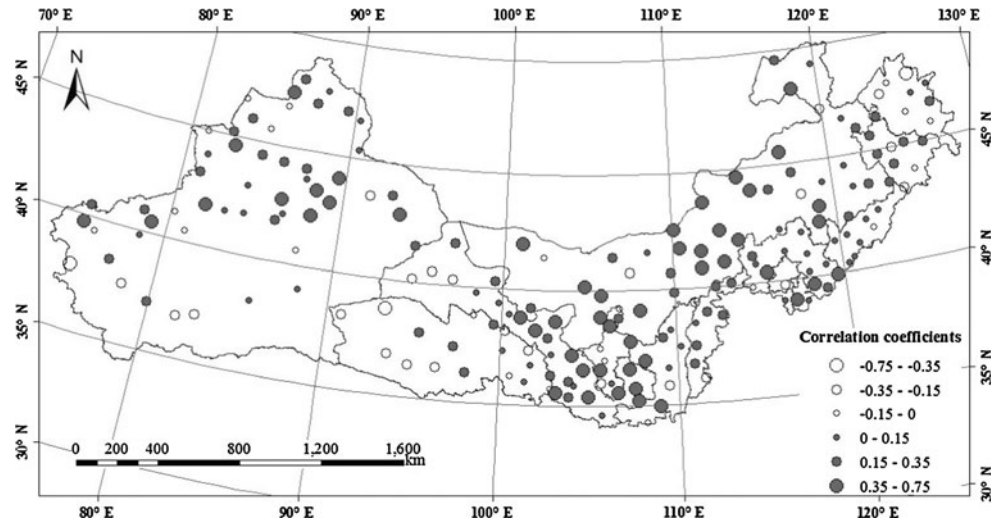 70° E 80° E 90° E 100° E 110° E 120° E 130° E
N
45° N
40° N
35° N
30° N
45° N
40° N
35° N
30° N
Correlation coefficients
-0.75 - -0.35
-0.35 - -0.15
-0.15 - 0
0 - 0.15
0.15 - 0.35
0.35 - 0.75
0 200 400 800 1,200 1,600
km
80° E 90° E 100° E 110° E 120° E